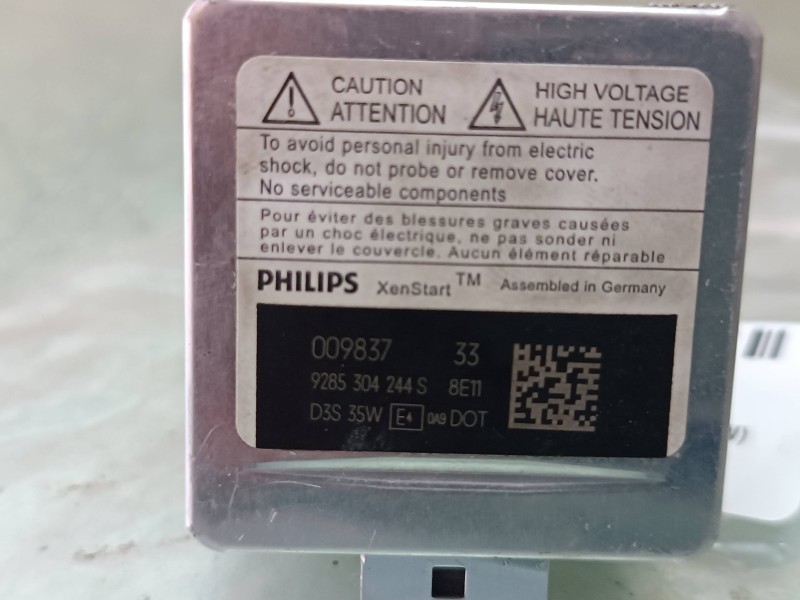 CAUTION
ATTENTION
HIGH VOLTAGE
HAUTE TENSION
To avoid personal injury from electric
shock, do not probe or remove cover.
No serviceable components
Pour éviter des blessures graves causées
par un choc électrique, ne pas sonder ni
enlever le couvercle. Aucun élément réparable
PHILIPS XenStart™ Assembled in Germany
009837 33
9285 304 244 S 8E11
D3S 35W E4 0A9 DOT